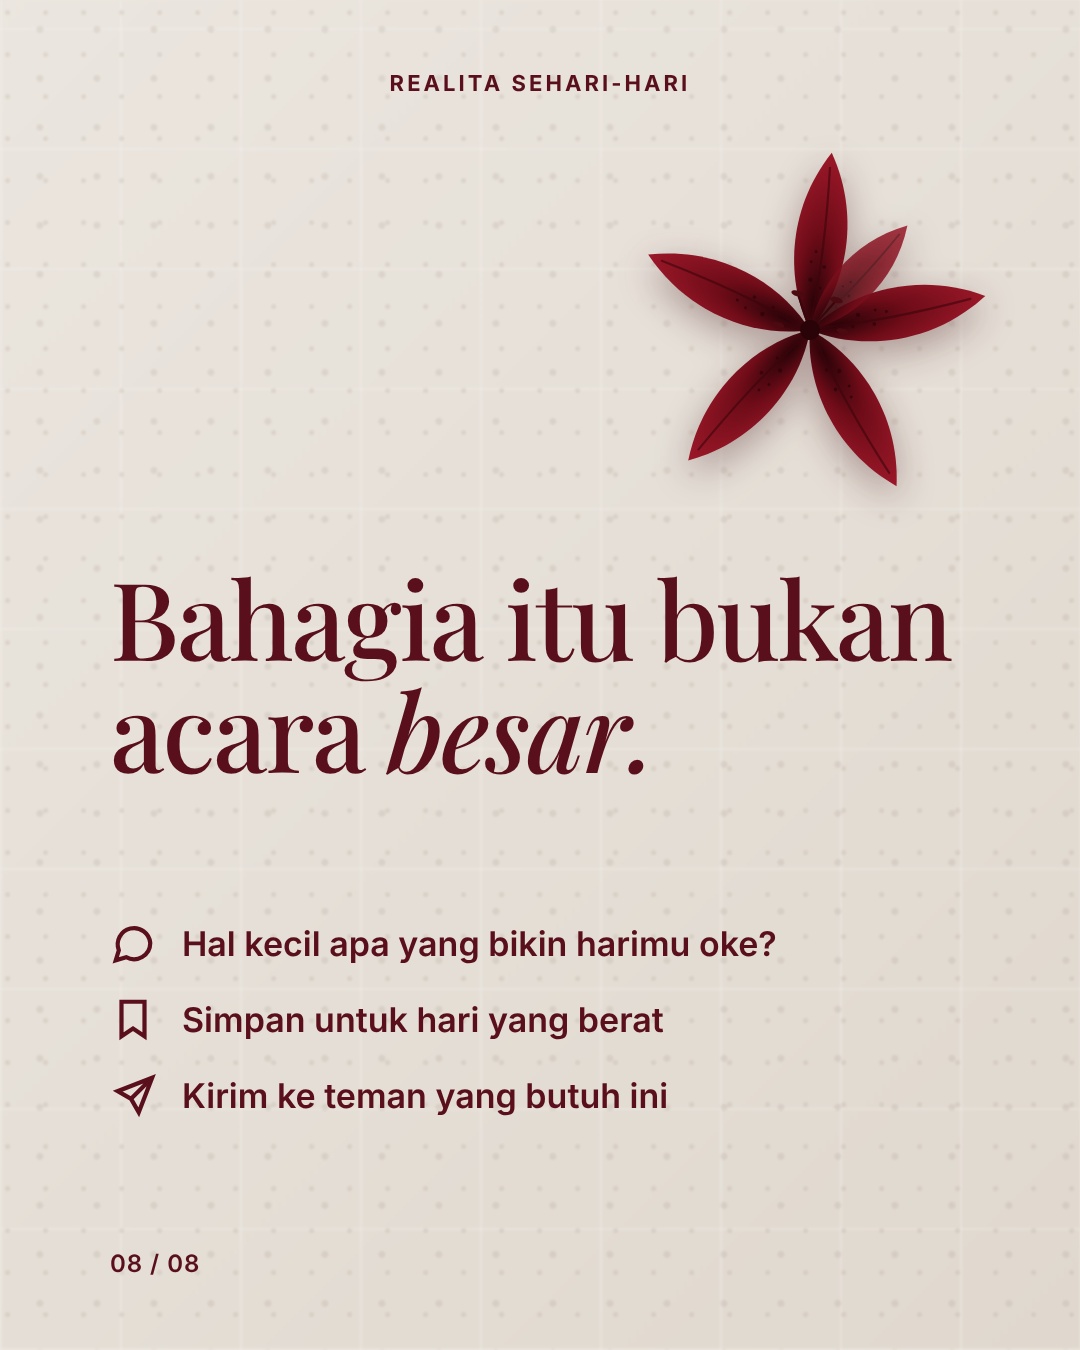 REALITA SEHARI-HARI
Bahagia itu bukan
acara besar.
Hal kecil apa yang bikin harimu oke?
Simpan untuk hari yang berat
Kirim ke teman yang butuh ini
08 / 08